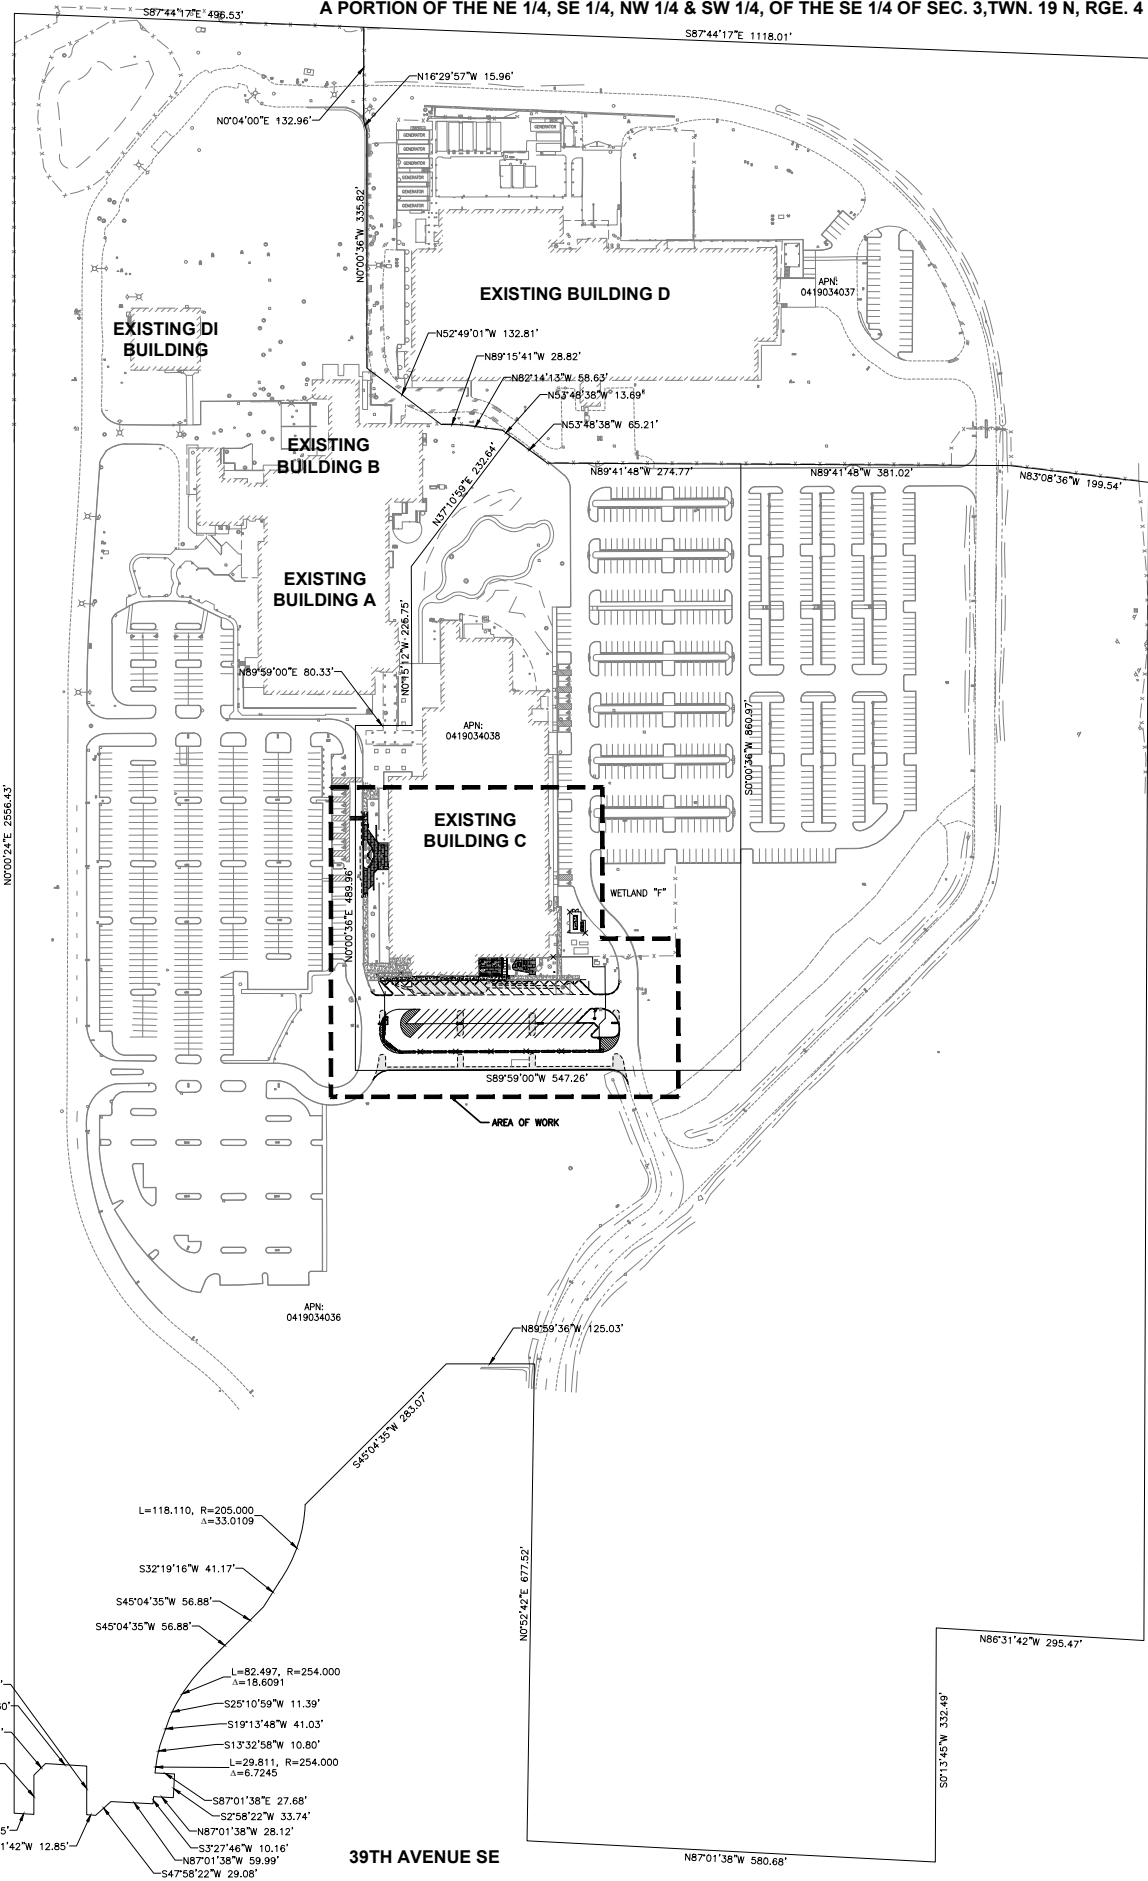 A PORTION OF THE NE 1/4, SE 1/4, NW 1/4 & SW 1/4, OF THE SE 1/4 OF SEC. 3,TWN. 19 N, RGE. 4
S87°44'17"E 496.53'
S87°44'17"E 1118.01'
N16°29'57"W 15.96'
N0°04'00"E 132.96'
GENERATOR
GENERATOR
GENERATOR
GENERATOR
GENERATOR
GENERATOR
GENERATOR
N0°00'36"W 335.82'
APN:
0419034037
EXISTING BUILDING D
EXISTING DI
BUILDING
N52°49'01"W 132.81'
N89°15'41"W 28.82'
N82°14'13"W 58.63'
N53°48'38"W 13.69'
N53°48'38"W 65.21'
EXISTING
BUILDING B
N37°10'59"E 232.64'
N89°41'48"W 274.77'
N89°41'48"W 381.02'
N83°08'36"W 199.54'
EXISTING
BUILDING A
N0°15'12"W 226.75'
N89°59'00"E 80.33'
APN:
0419034038
S0°00'36"W 860.97'
N0°00'24"E 2556.43'
EXISTING
BUILDING C
N0°00'36"E 489.96'
WETLAND "F"
S89°59'00"W 547.26'
AREA OF WORK
APN:
0419034036
N89°59'36"W 125.03'
S45°04'35"W 283.07'
L=118.110, R=205.000
Δ=33.0109
S32°19'16"W 41.17'
S45°04'35"W 56.88'
S45°04'35"W 56.88'
N0°52'42"E 677.52'
N86°31'42"W 295.47'
L=82.497, R=254.000
Δ=18.6091
S25°10'59"W 11.39'
S19°13'48"W 41.03'
S13°32'58"W 10.80'
L=29.811, R=254.000
Δ=6.7245
S0°13'45"W 332.49'
S87°01'38"E 27.68'
S2°58'22"W 33.74'
N87°01'38"W 28.12'
S3°27'46"W 10.16'
N87°01'38"W 59.99'
S47°58'22"W 29.08'
1'42"W 12.85'
39TH AVENUE SE
N87°01'38"W 580.68'